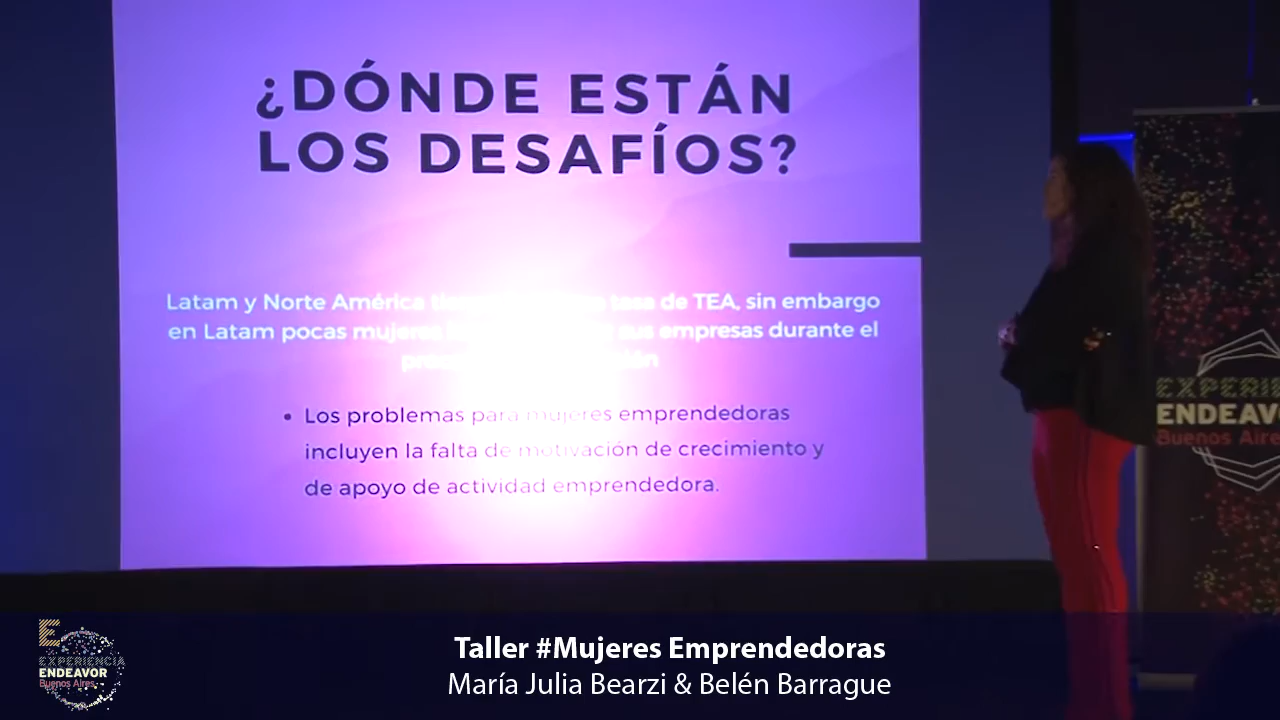 ¿DÓNDE ESTÁN
LOS DESAFÍOS?
Latam y Norte América tasa de TEA, sin embargo
en Latam pocas mujeres sus empresas durante el
Los problemas para mujeres emprendedoras
incluyen la falta de motivación de crecimiento y
de apoyo de actividad emprendedora.
ENDEAVOR
Buenos Aires
E
EXPERIENCIA
ENDEAVOR
Buenos Aires
Taller #Mujeres Emprendedoras
María Julia Bearzi & Belén Barrague